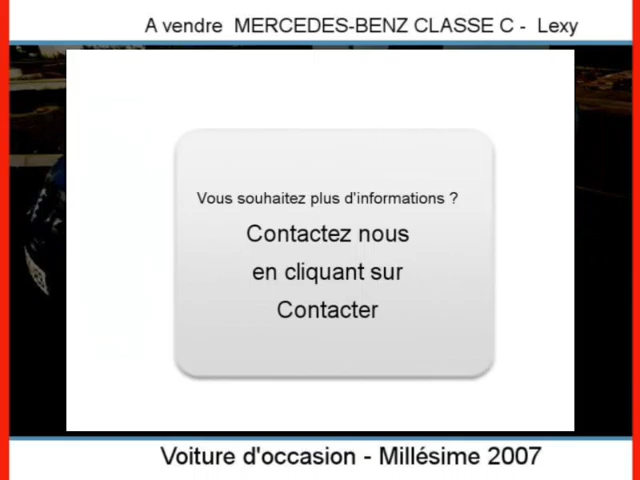 A vendre  MERCEDES-BENZ CLASSE C -  Lexy
Vous souhaitez plus d'informations ?
Contactez nous
en cliquant sur
Contacter
Voiture d'occasion - Millésime 2007